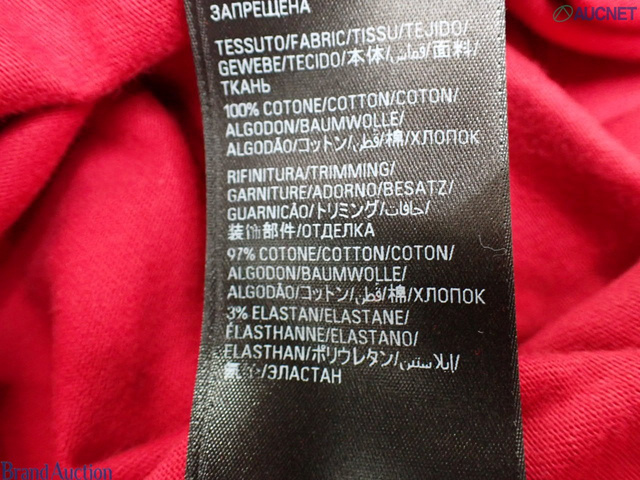 ЗАПРЕЩЕНА
AUCNET
TESSUTO/FABRIC/TISSU/TEJIDO/
GEWEBE/TECIDO/本体/قماش/面料/
ТКАНЬ
100% COTONE/COTTON/COTON/
ALGODON/BAUMWOLLE/
ALGODÃO/コットン/قطن/棉/ХЛОПОК
RIFINITURA/TRIMMING/
GARNITURE/ADORNO/BESATZ/
GUARNICÃO/トリミング/حافات/
装饰部件/ОТДЕЛКА
97% COTONE/COTTON/COTON/
ALGODON/BAUMWOLLE/
ALGODÃO/コットン/قطن/棉/ХЛОПОК
3% ELASTAN/ELASTANE/
ÉLASTHANNE/ELASTANO/
ELASTHAN/ポリウレタン/إيلاستين/
/ЭЛАСТАН
Brand Auction